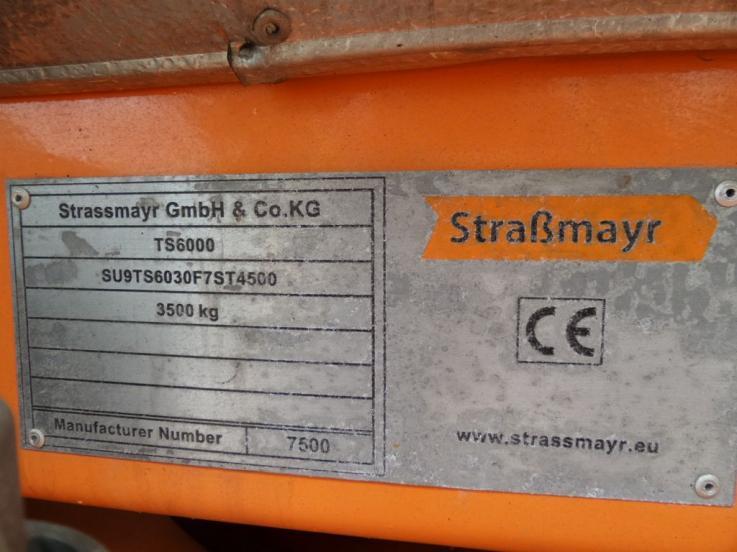 Strassmayr GmbH & Co.KG
TS6000
SU9TS6030F7ST4500
3500 kg
Manufacturer Number 7500
Straßmayr
CE
www.strassmayr.eu